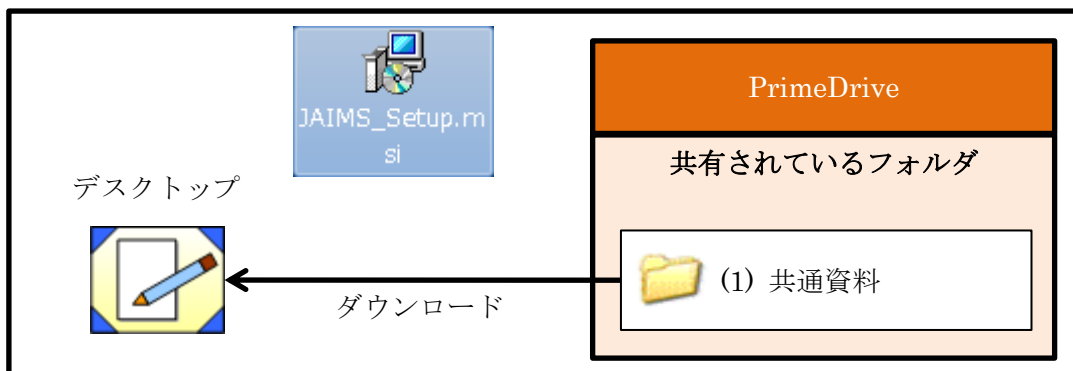 JAIMS_Setup.m
si
PrimeDrive
共有されているフォルダ
デスクトップ
(1) 共通資料
ダウンロード